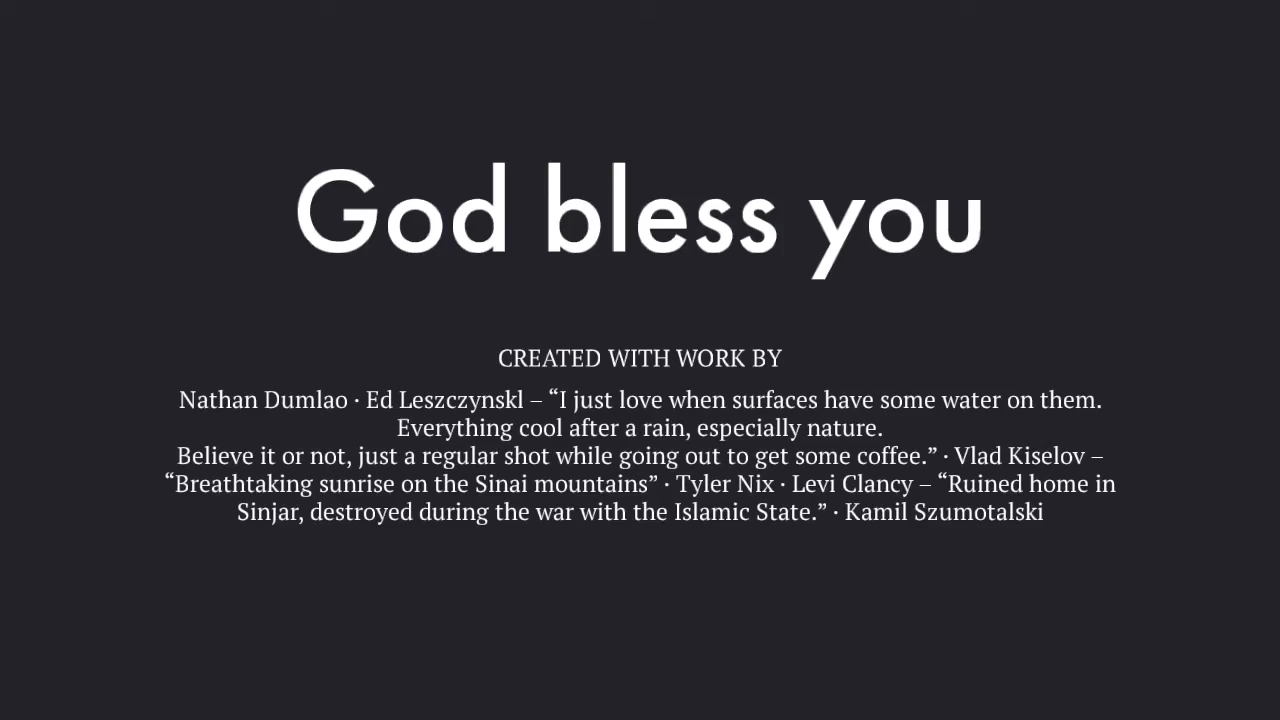 God bless you
CREATED WITH WORK BY
Nathan Dumlao · Ed Leszczynskl – “I just love when surfaces have some water on them.
Everything cool after a rain, especially nature.
Believe it or not, just a regular shot while going out to get some coffee.” · Vlad Kiselov –
“Breathtaking sunrise on the Sinai mountains” · Tyler Nix · Levi Clancy – “Ruined home in
Sinjar, destroyed during the war with the Islamic State.” · Kamil Szumotalski